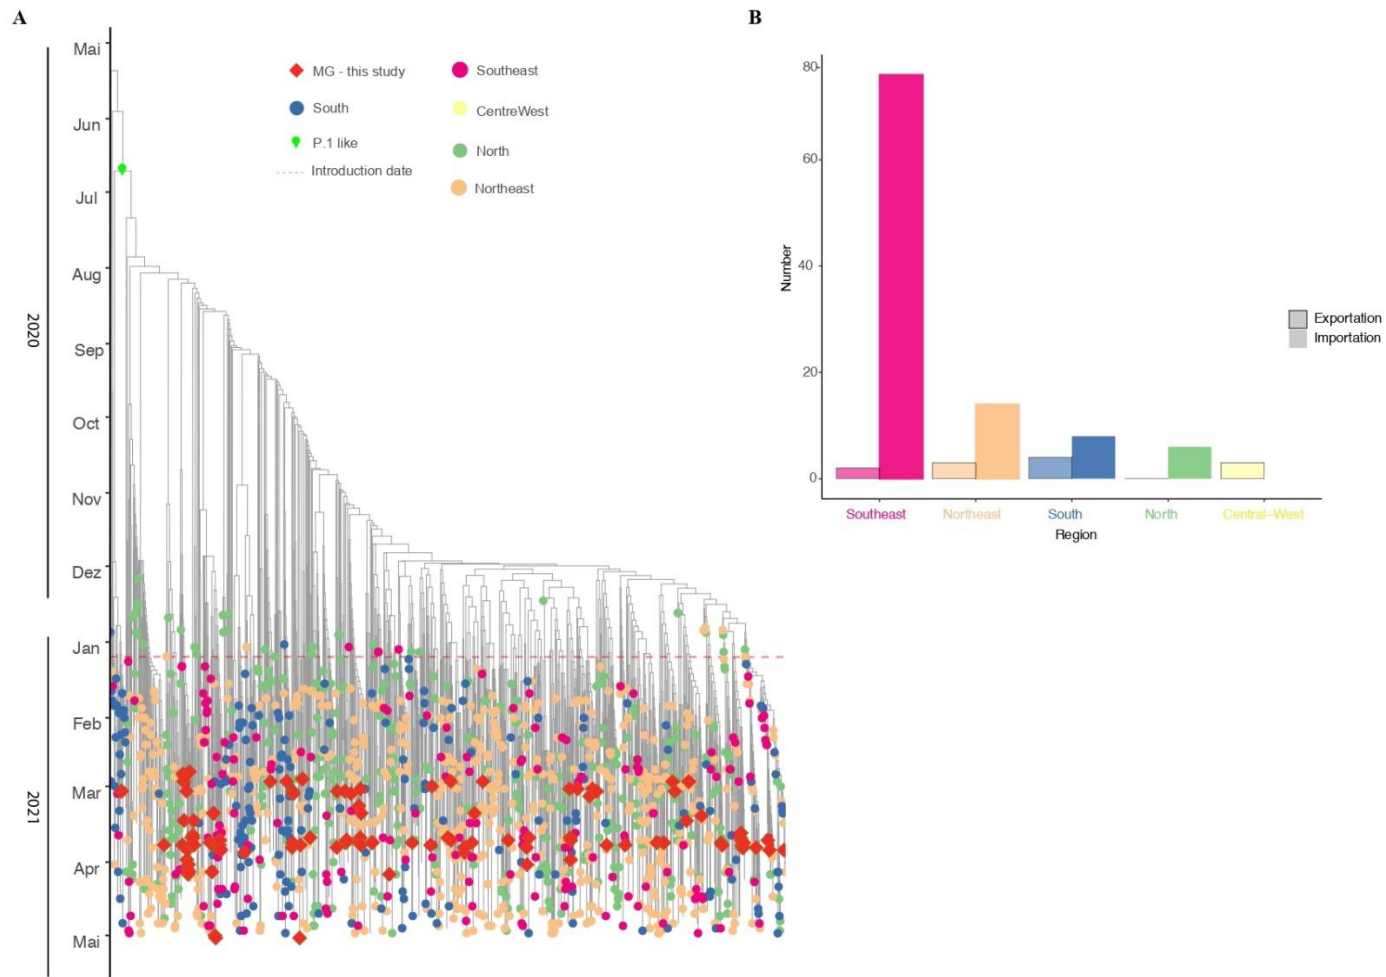 A
Mai
Jun
Jul
Aug
Sep
Oct
Nov
Dez
Jan
Feb
Mar
Apr
Mai
2020
2021
MG - this study
South
P.1 like
Introduction date
Southeast
CentreWest
North
Northeast
B
80
60
40
20
0
Number
Southeast
Northeast
South
North
Central-West
Region
Exportation
Importation